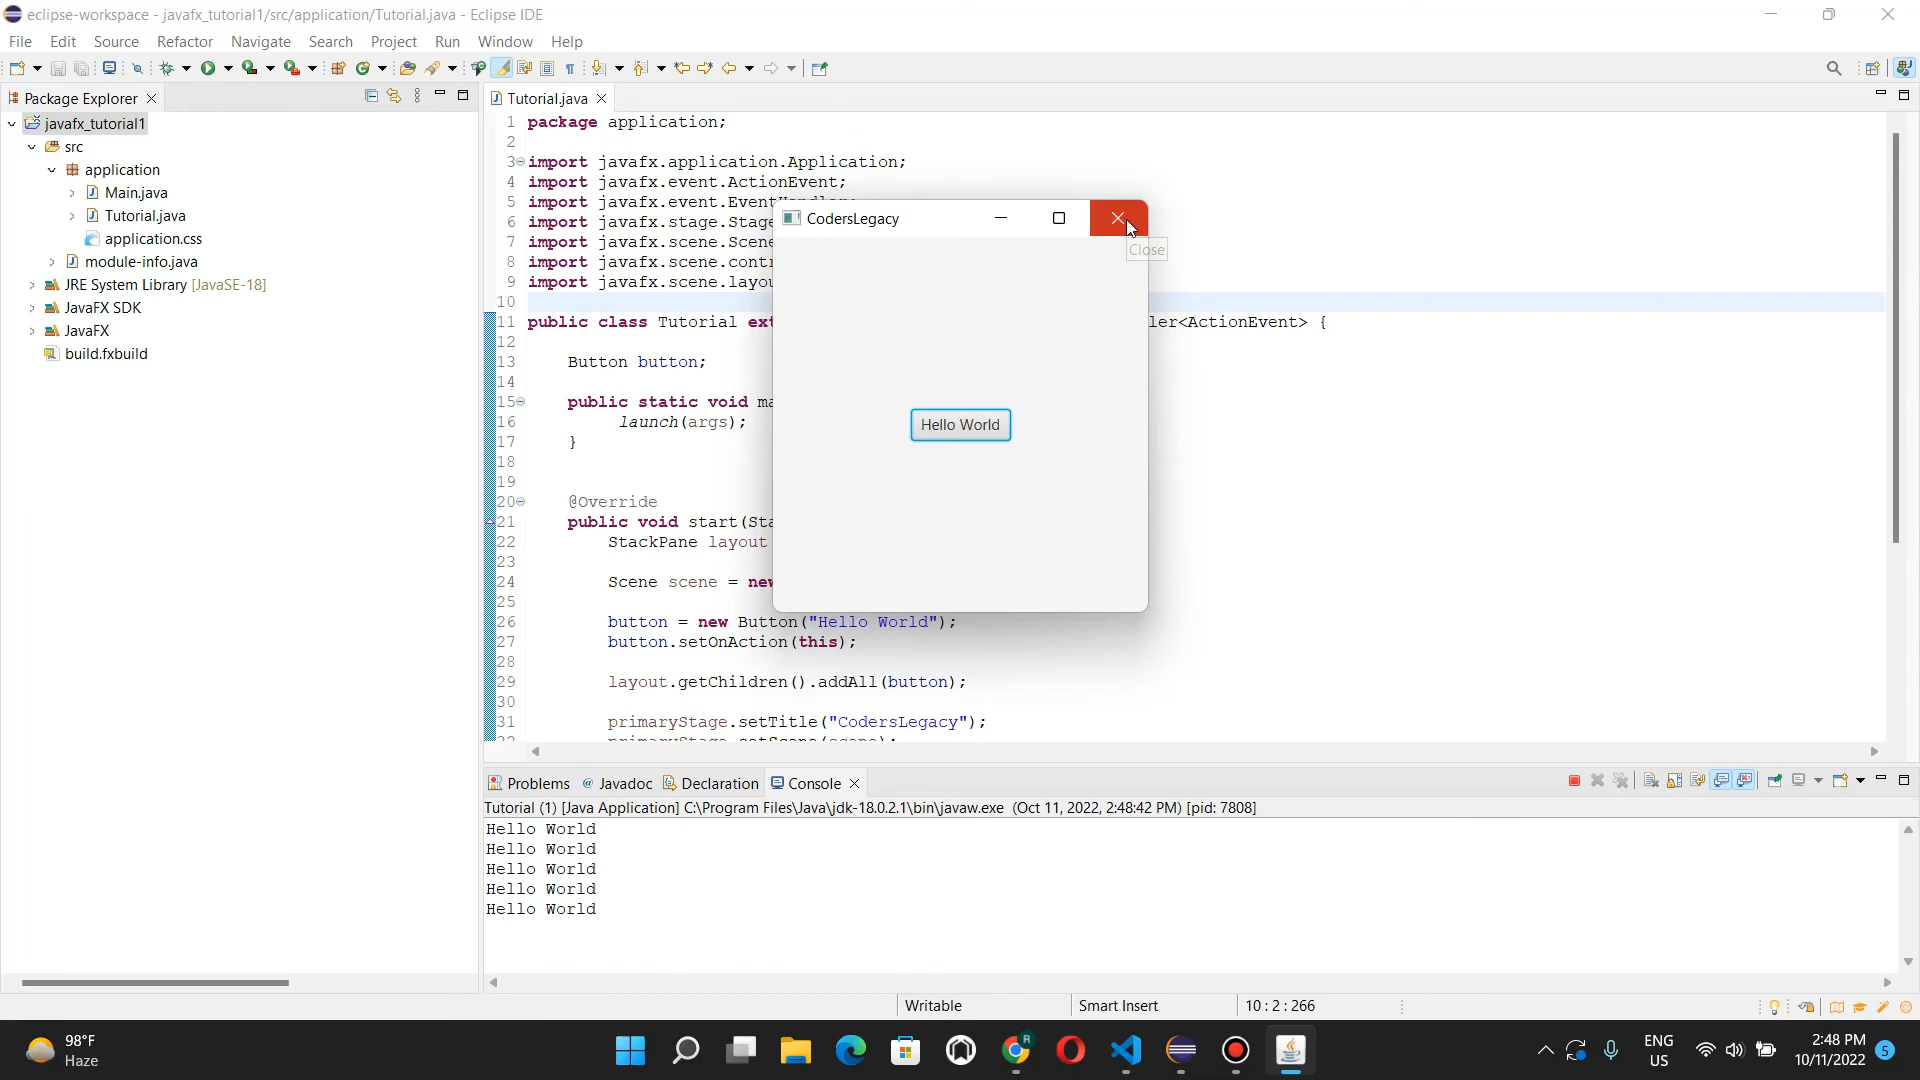 eclipse-workspace - javafx_tutorial1/src/application/Tutorial.java - Eclipse IDE
File Edit Source Refactor Navigate Search Project Run Window Help
Package Explorer
javafx_tutorial1
src
application
Main.java
Tutorial.java
application.css
module-info.java
JRE System Library [JavaSE-18]
JavaFX SDK
JavaFX
build.fxbuild
Tutorial.java
1 package application;
2
3 import javafx.application.Application;
4 import javafx.event.ActionEvent;
5 import javafx.event.EventHandler;
6 import javafx.stage.Stage
7 import javafx.scene.Scene
8 import javafx.scene.contr
9 import javafx.scene.layou
10
11 public class Tutorial ext ler<ActionEvent> {
12
13 Button button;
14
15 public static void ma
16 launch(args);
17 }
18
19
20 @Override
21 public void start(Sta
22 StackPane layout
23
24 Scene scene = new
25
26 button = new Button("Hello World");
27 button.setOnAction(this);
28
29 layout.getChildren().addAll(button);
30
31 primaryStage.setTitle("CodersLegacy");
32 primaryStage.setScene(scene);
CodersLegacy
Close
Hello World
Problems Javadoc Declaration Console
Tutorial (1) [Java Application] C:\Program Files\Java\jdk-18.0.2.1\bin\javaw.exe (Oct 11, 2022, 2:48:42 PM) [pid: 7808]
Hello World
Hello World
Hello World
Hello World
Hello World
Writable Smart Insert 10 : 2 : 266
98°F
Haze
R
ENG
US
2:48 PM
10/11/2022
5